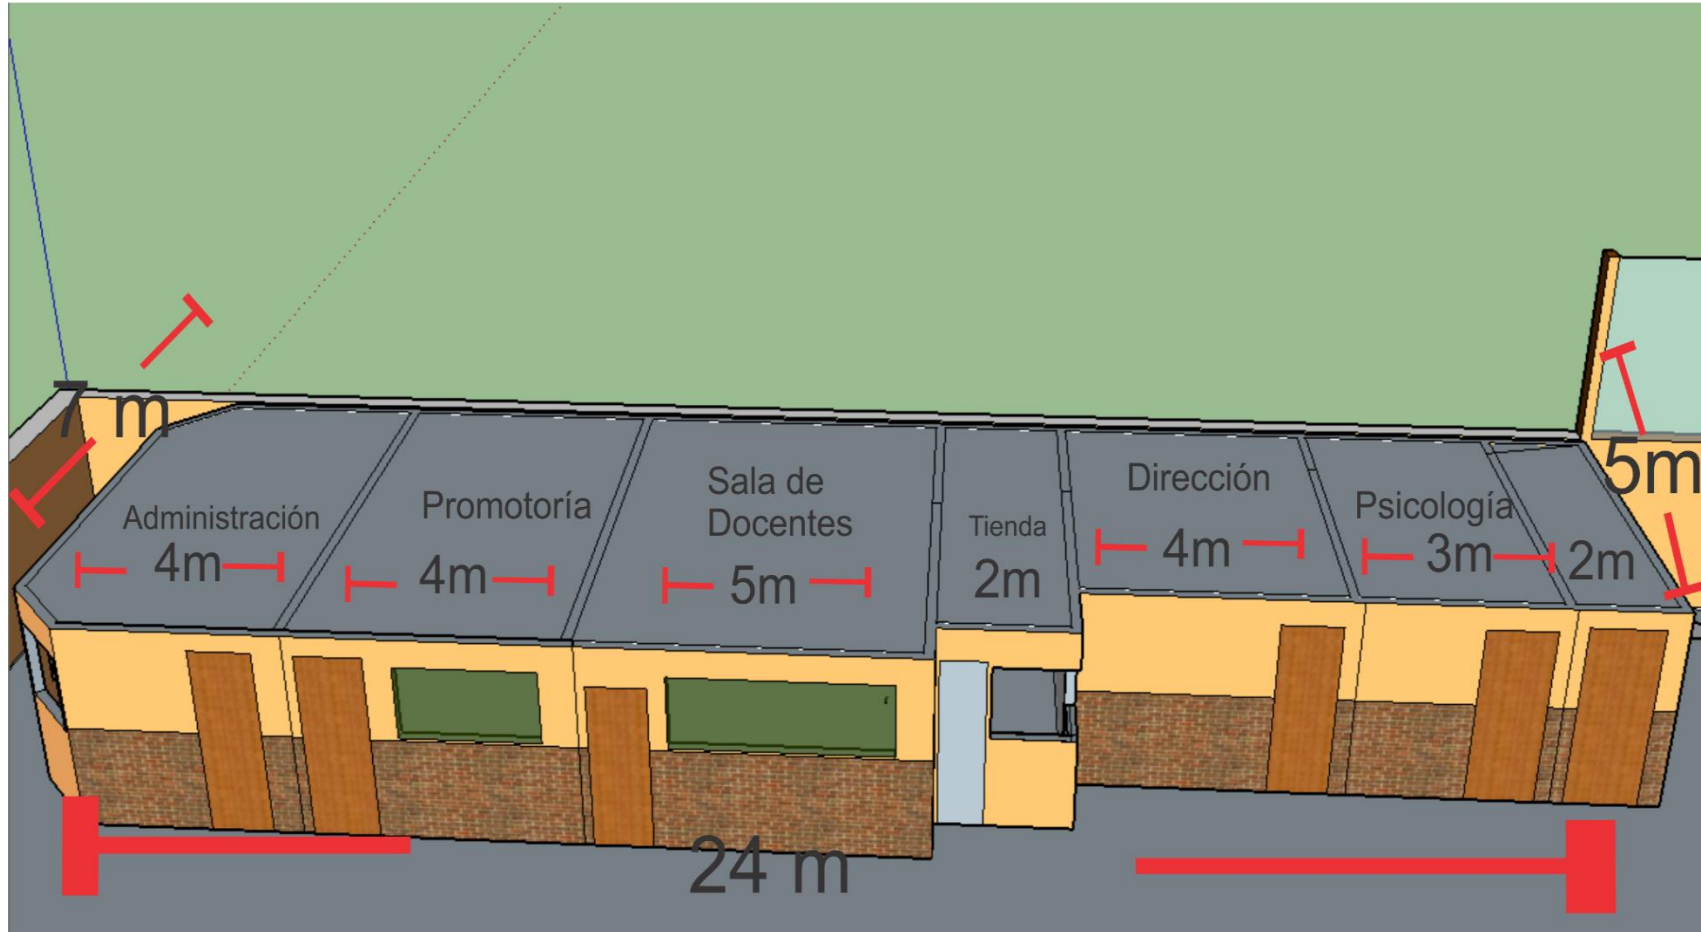 7 m
Administración
4m
Promotoría
4m
Sala de
Docentes
5m
Tienda
2m
Dirección
4m
Psicología
3m
2m
5m
24 m